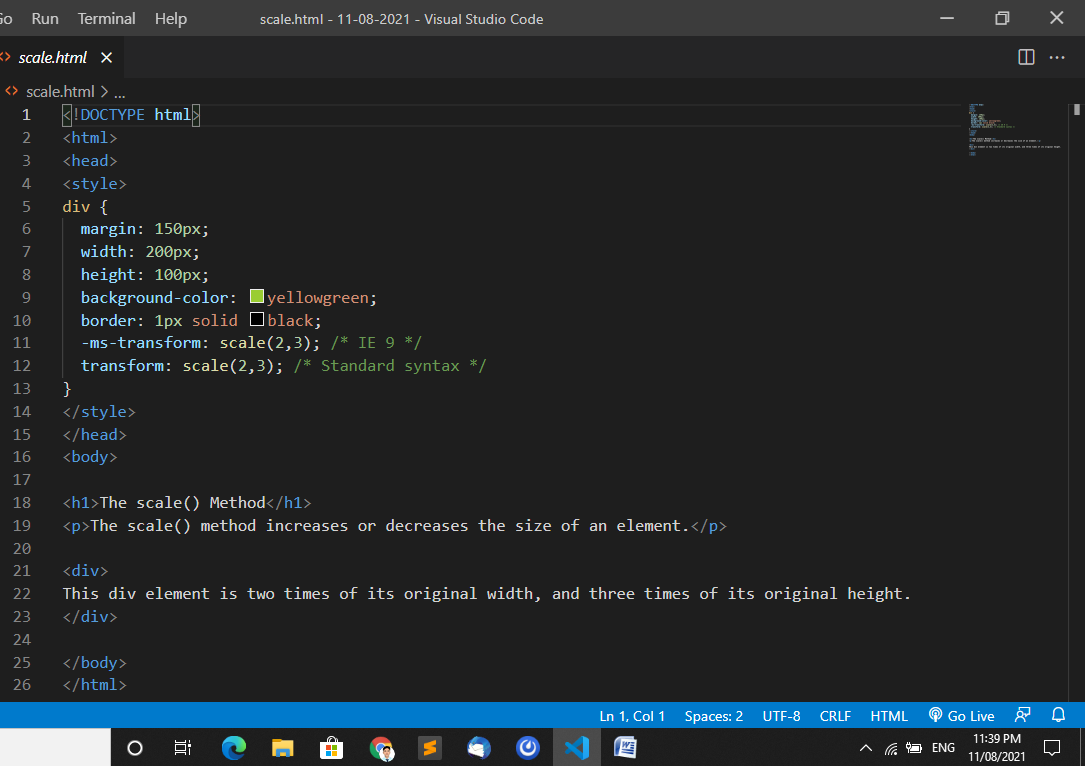 Run Terminal Help scale.html - 11-08-2021 - Visual Studio Code
scale.html
scale.html > ...
1 <!DOCTYPE html>
2 <html>
3 <head>
4 <style>
5 div {
6 margin: 150px;
7 width: 200px;
8 height: 100px;
9 background-color: yellowgreen;
10 border: 1px solid black;
11 -ms-transform: scale(2,3); /* IE 9 */
12 transform: scale(2,3); /* Standard syntax */
13 }
14 </style>
15 </head>
16 <body>
17
18 <h1>The scale() Method</h1>
19 <p>The scale() method increases or decreases the size of an element.</p>
20
21 <div>
22 This div element is two times of its original width, and three times of its original height.
23 </div>
24
25 </body>
26 </html>
Ln 1, Col 1 Spaces: 2 UTF-8 CRLF HTML Go Live
ENG 11:39 PM
11/08/2021